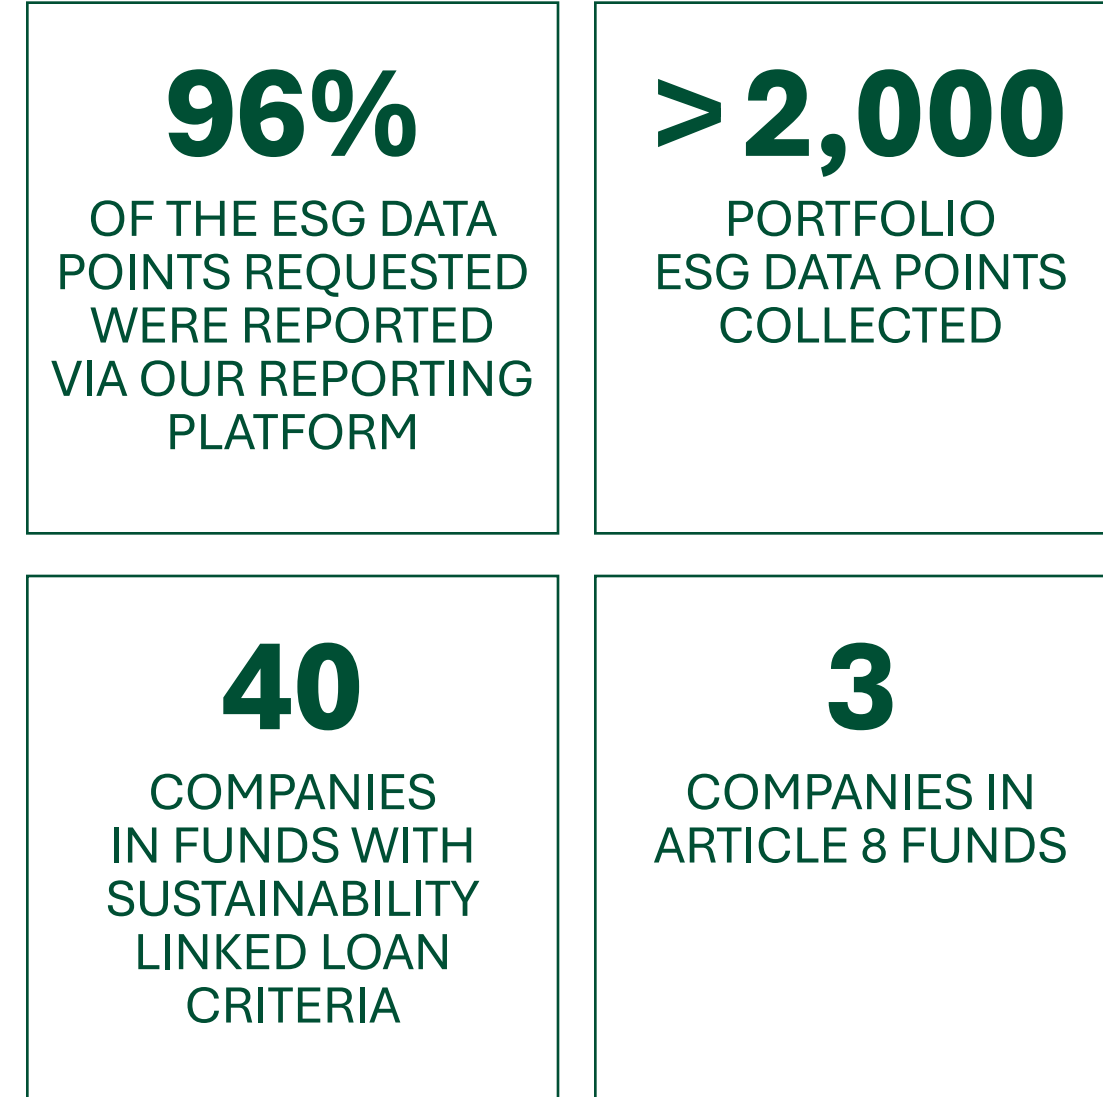 96%
OF THE ESG DATA
POINTS REQUESTED
WERE REPORTED
VIA OUR REPORTING
PLATFORM
>2,000
PORTFOLIO
ESG DATA POINTS
COLLECTED
40
COMPANIES
IN FUNDS WITH
SUSTAINABILITY
LINKED LOAN
CRITERIA
3
COMPANIES IN
ARTICLE 8 FUNDS